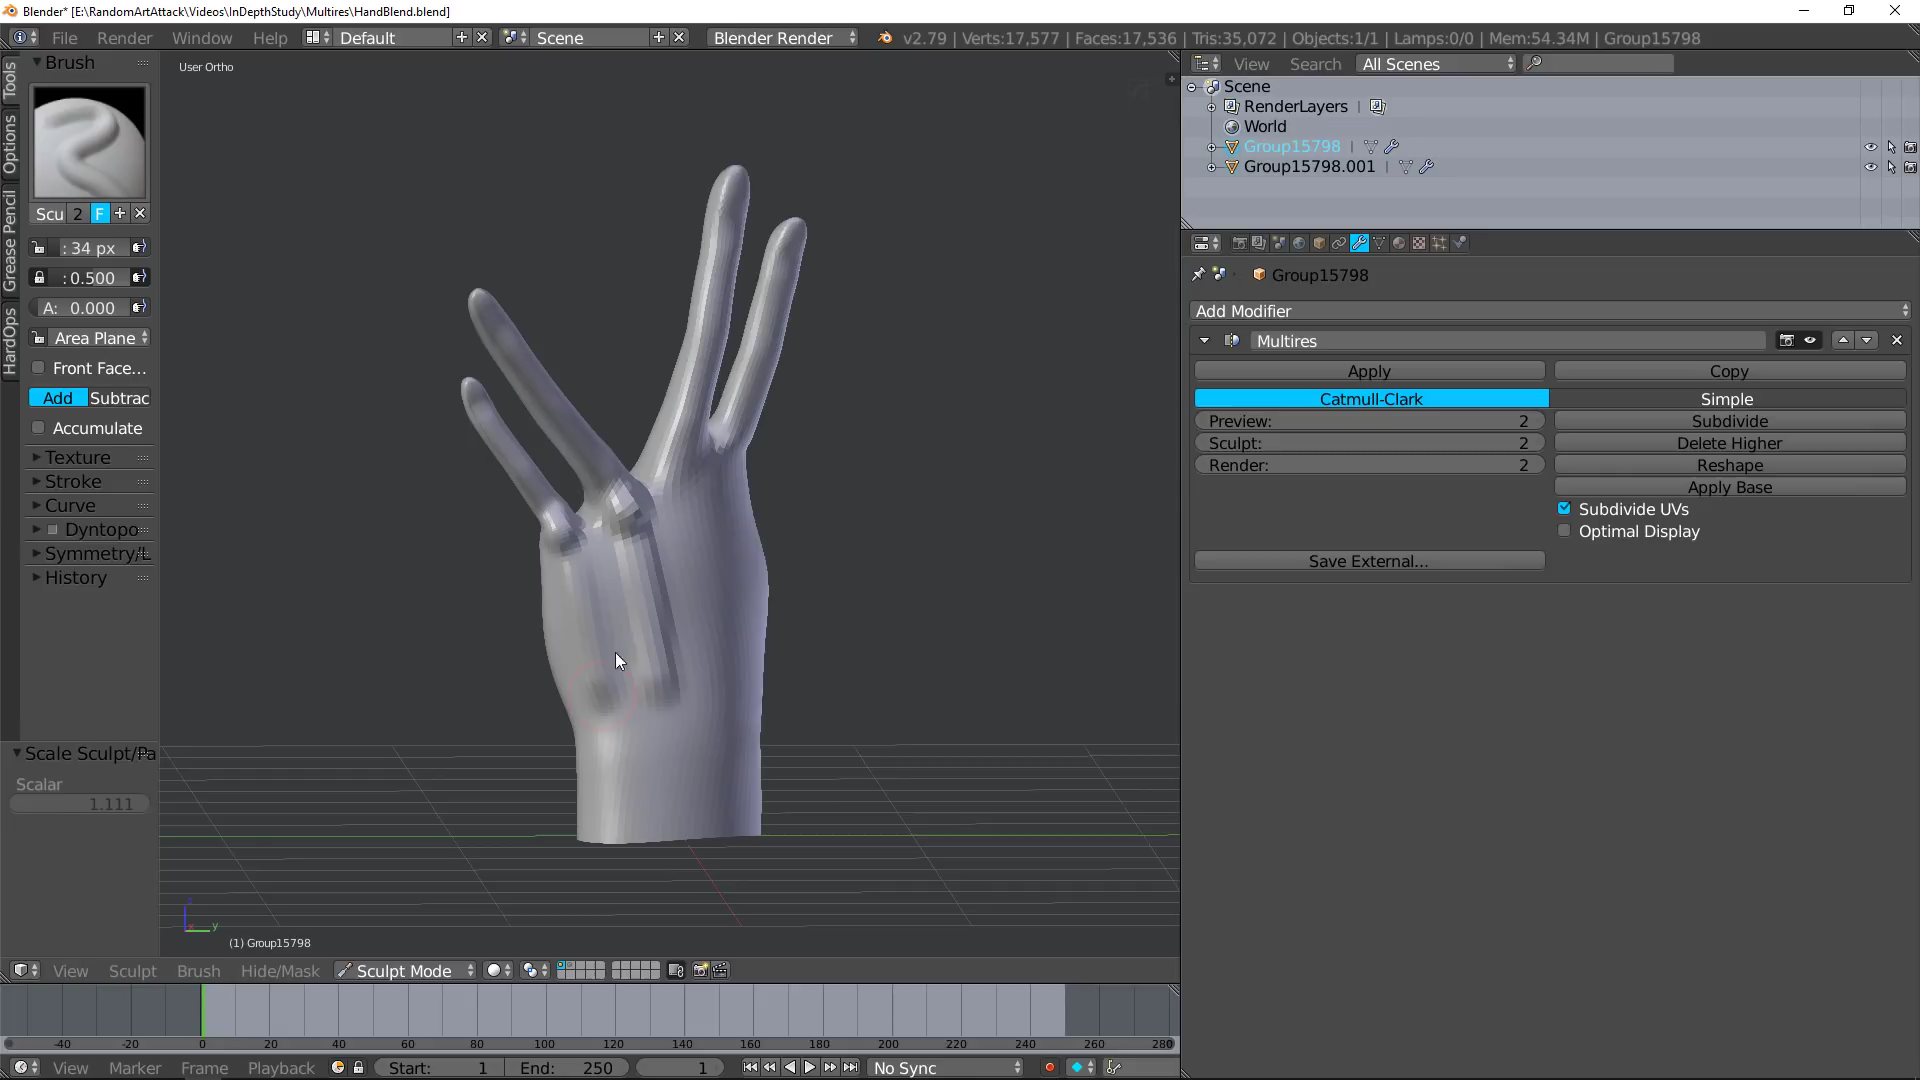 Blender* [E:\RandomArtAttack\Videos\InDepthStudy\Multires\HandBlend.blend]
File Render Window Help Default Scene Blender Render v2.79 | Verts:17,577 | Faces:17,536 | Tris:35,072 | Objects:1/1 | Lamps:0/0 | Mem:54.34M | Group15798
Tools
Options
Grease Pencil
HardOps
Brush
Scu 2 F
: 34 px
: 0.500
A: 0.000
Area Plane
Front Face...
Add Subtrac
Accumulate
Texture
Stroke
Curve
Dyntopo
Symmetry/L
History
Scale Sculpt/Pa
Scalar
1.111
User Ortho
z
x y
(1) Group15798
View Sculpt Brush Hide/Mask Sculpt Mode
-40 -20 0 20 40 60 80 100 120 140 160 180 200 220 240 260 280
View Marker Frame Playback Start: 1 End: 250 1 No Sync
View Search All Scenes
Scene
RenderLayers
World
Group15798
Group15798.001
Group15798
Add Modifier
Multires
Apply Copy
Catmull-Clark Simple
Preview: 2 Subdivide
Sculpt: 2 Delete Higher
Render: 2 Reshape
Apply Base
Subdivide UVs
Optimal Display
Save External...